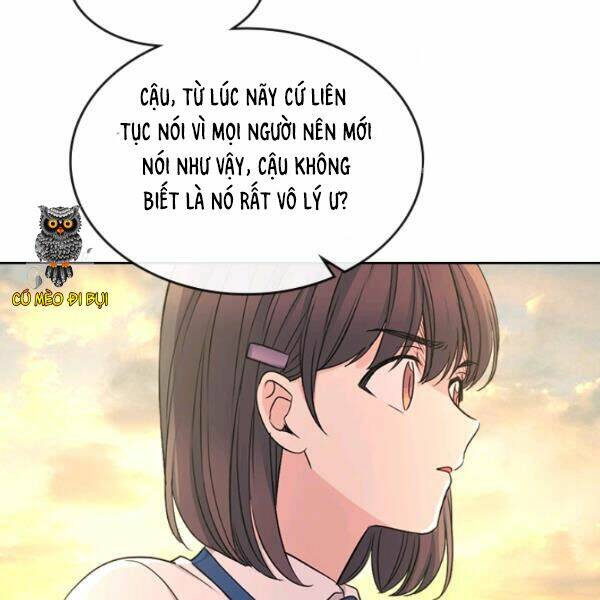 CẬU, TỪ LÚC NÃY CỨ LIÊN
TỤC NÓI VÌ MỌI NGƯỜI NÊN MỚI
NÓI NHƯ VẬY, CẬU KHÔNG
BIẾT LÀ NÓ RẤT VÔ LÝ Ư?
CÚ MÈO ĐI BỤI